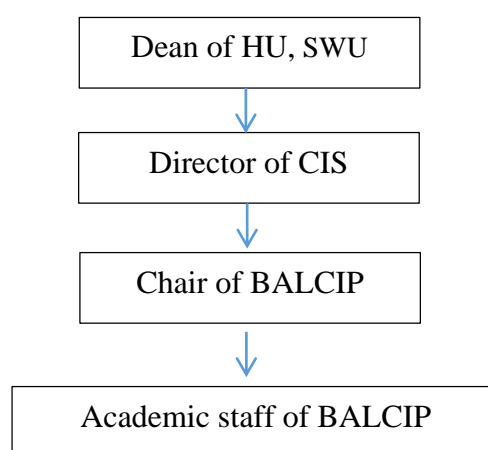 Dean of HU, SWU
Director of CIS
Chair of BALCIP
Academic staff of BALCIP